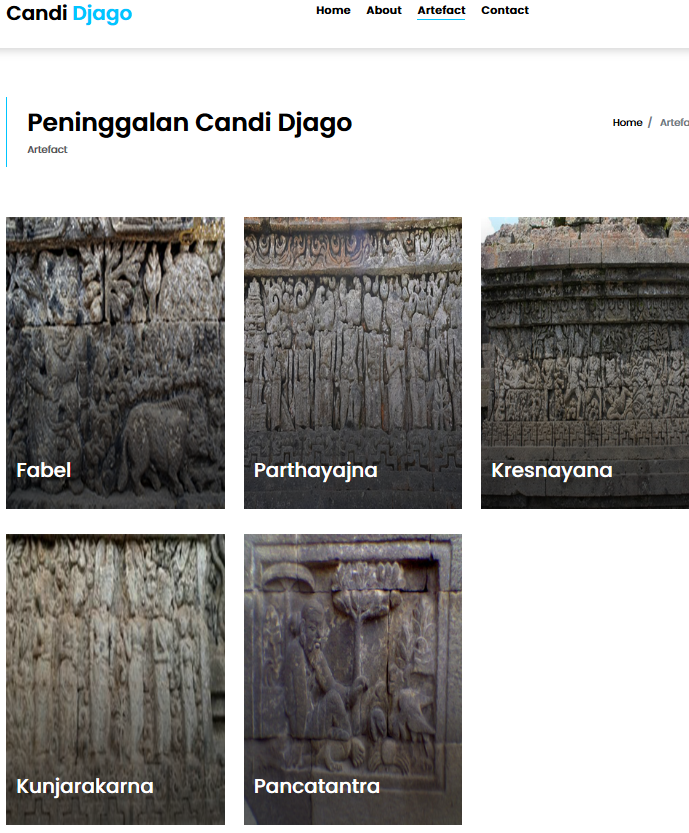 Candi Djago
Home About Artefact Contact
Peninggalan Candi Djago
Artefact
Home /
Fabel
Parthayajna
Kresnayana
Kunjarakarna
Pancatantra